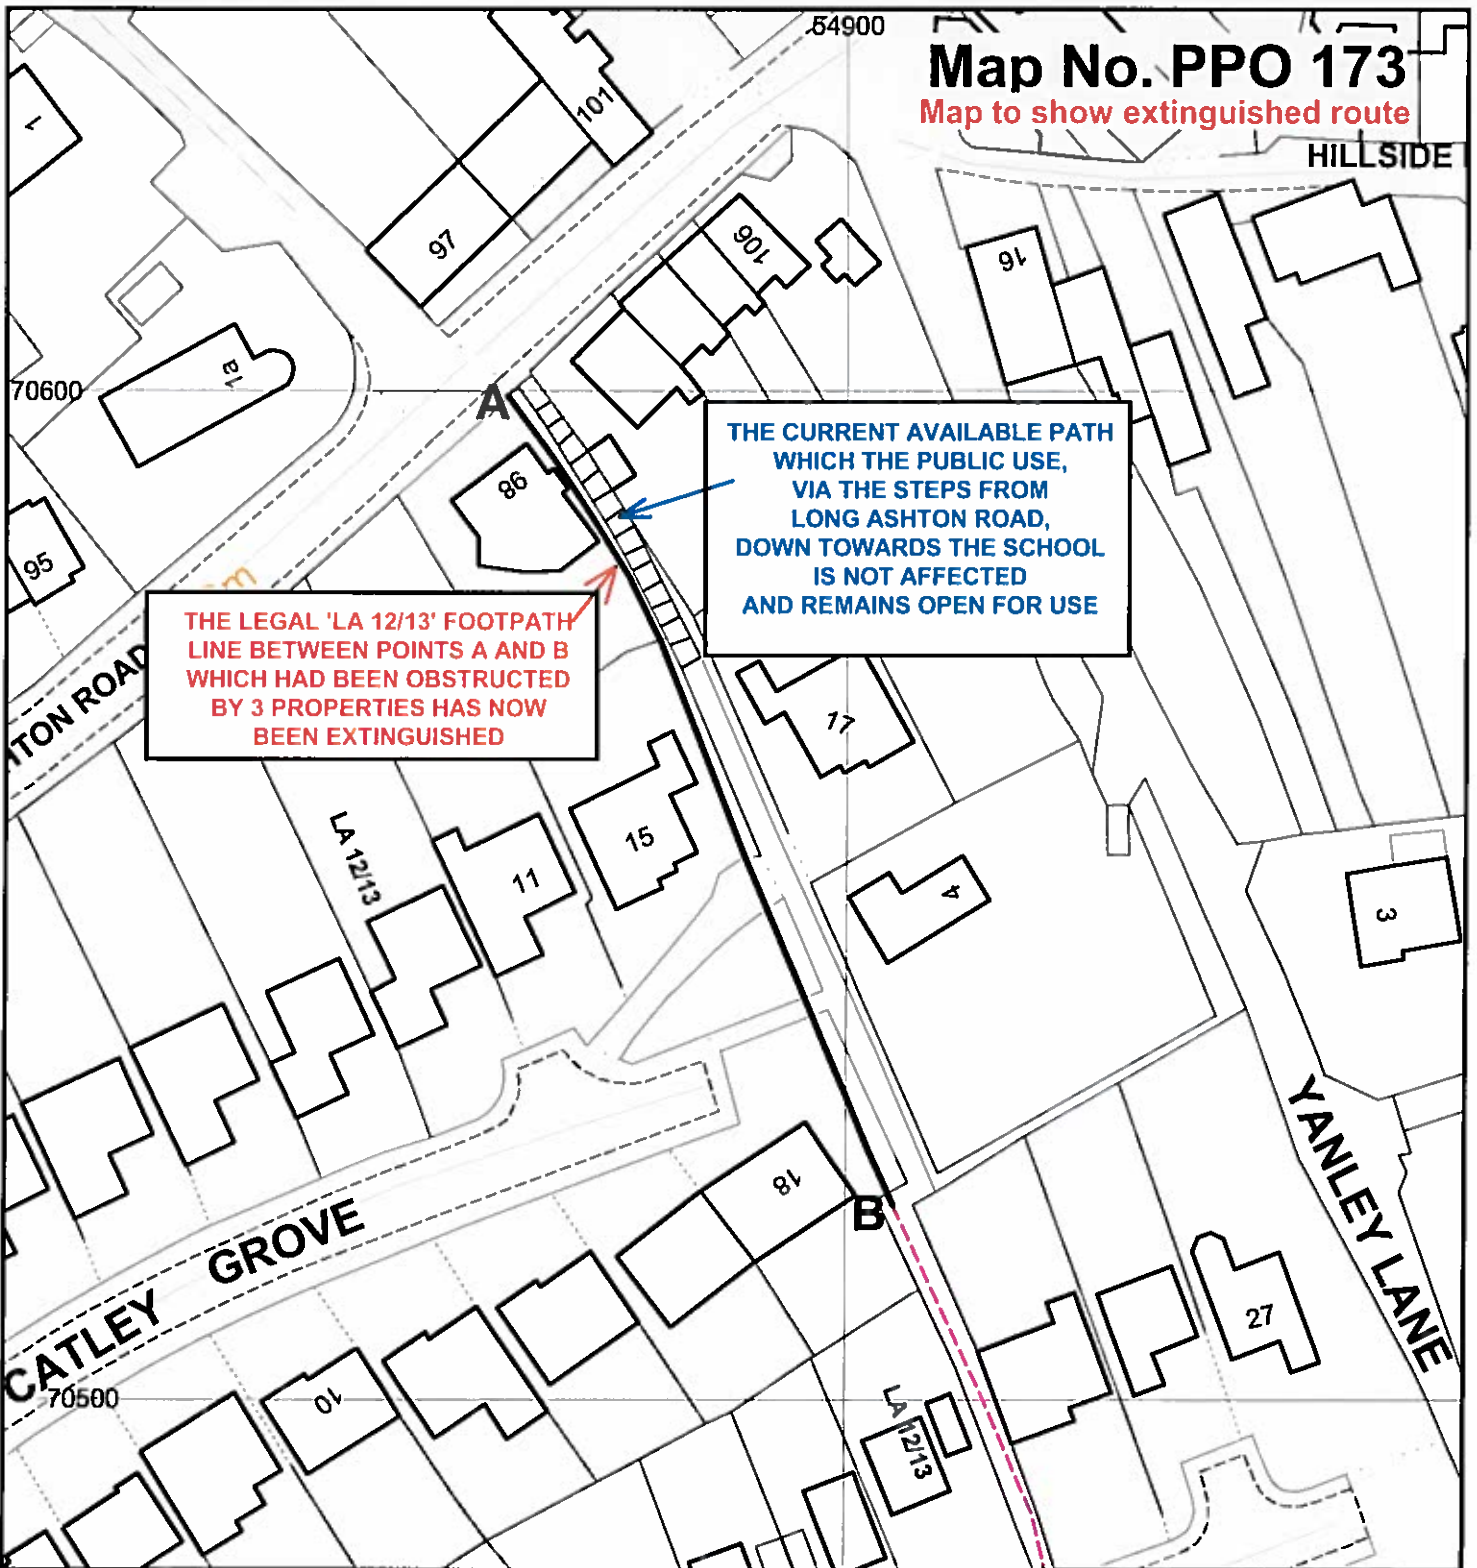 54900
Map No. PPO 173
Map to show extinguished route
HILLSIDE
1
101
97
106
16
1a
70600
A
98
95
THE CURRENT AVAILABLE PATH
WHICH THE PUBLIC USE,
VIA THE STEPS FROM
LONG ASHTON ROAD,
DOWN TOWARDS THE SCHOOL
IS NOT AFFECTED
AND REMAINS OPEN FOR USE
THE LEGAL 'LA 12/13' FOOTPATH
LINE BETWEEN POINTS A AND B
WHICH HAD BEEN OBSTRUCTED
BY 3 PROPERTIES HAS NOW
BEEN EXTINGUISHED
HTON ROAD
17
15
LA 12/13
11
4
3
YANLEY LANE
18
B
CATLEY GROVE
27
70500
10
LA 12/13